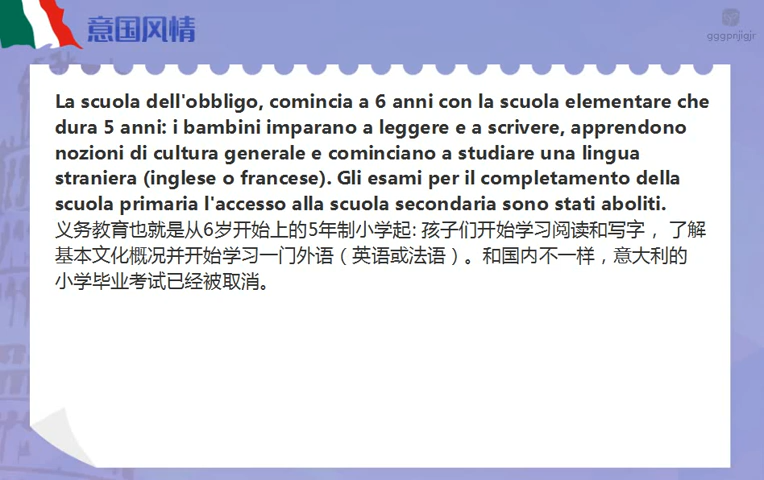 意国风情
gggpnjigjr
La scuola dell'obbligo, comincia a 6 anni con la scuola elementare che
dura 5 anni: i bambini imparano a leggere e a scrivere, apprendono
nozioni di cultura generale e cominciano a studiare una lingua
straniera (inglese o francese). Gli esami per il completamento della
scuola primaria l'accesso alla scuola secondaria sono stati aboliti.
义务教育也就是从6岁开始上的5年制小学起: 孩子们开始学习阅读和写字， 了解
基本文化概况并开始学习一门外语（英语或法语）。和国内不一样，意大利的
小学毕业考试已经被取消。